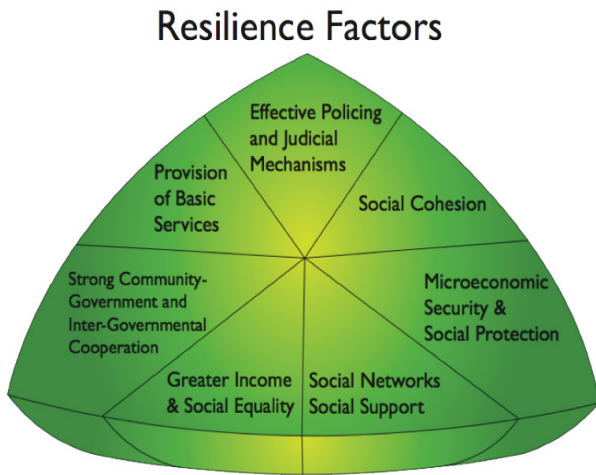 Resilience Factors
Effective Policing
and Judicial
Mechanisms
Provision
of Basic
Services
Social Cohesion
Strong Community-
Government and
Inter-Governmental
Cooperation
Microeconomic
Security &
Social Protection
Greater Income
& Social Equality
Social Networks
Social Support